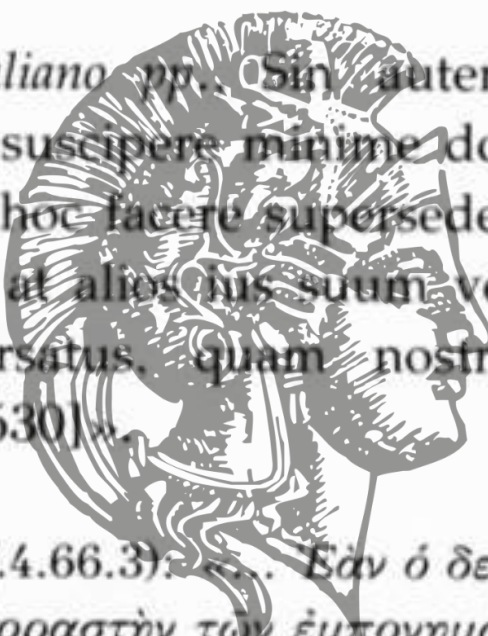 liano pp., Sin autem
suscipere minime do
hoc facere supersede
at alios ius suum ve
rsatus, quam nostr
530]».
.4.66.3): «... Ἐὰν ὁ δε